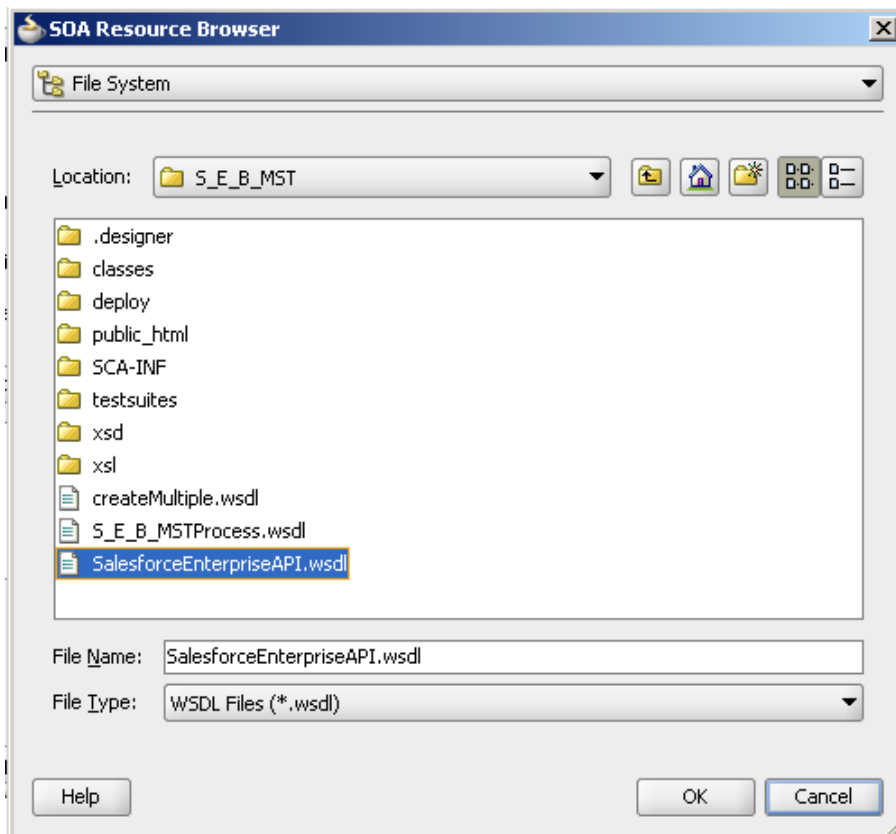 SOA Resource Browser
File System
Location: S_E_B_MST
.designer
classes
deploy
public_html
SCA-INF
testsuites
xsd
xsl
createMultiple.wsdl
S_E_B_MSTProcess.wsdl
SalesforceEnterpriseAPI.wsdl
File Name: SalesforceEnterpriseAPI.wsdl
File Type: WSDL Files (*.wsdl)
Help OK Cancel